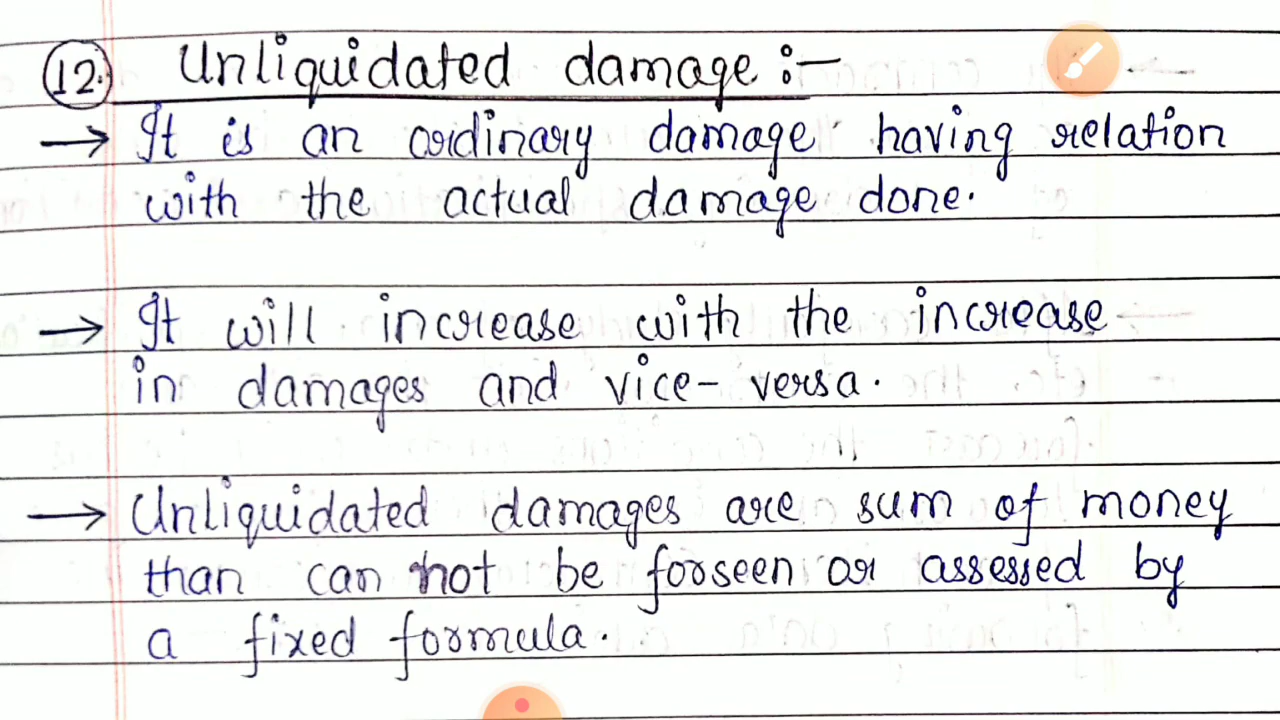 12. Unliquidated damage :-
→ It is an ordinary damage having relation
with the actual damage done.
→ It will increase with the increase
in damages and vice-versa.
→ Unliquidated damages are sum of money
than can not be forseen or assessed by
a fixed formula.